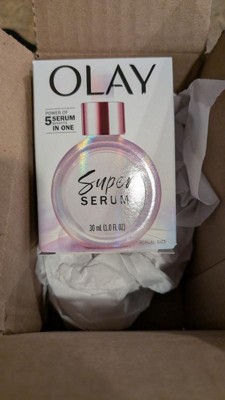 OLAY
POWER OF
5 SERUM
IN ONE
Super
SERUM
30 mL (1.0 FL OZ)